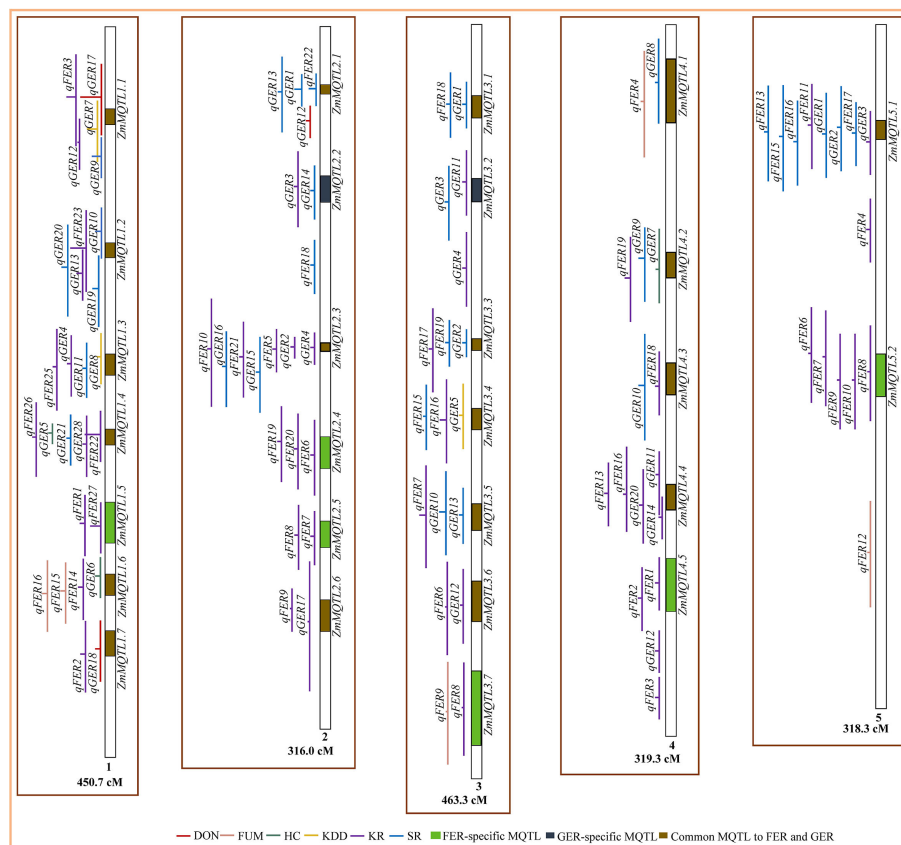 qFER3
qGER17
qGER7
ZmMQTL1.1
qGER12
qGER9
qGER20
qFER23
qGER10
ZmMQTL1.2
qGER13
qGER19
qGER4
qFER25
qGER11
qGER8
ZmMQTL1.3
qFER26
qGER5
qGER21
qGER28
qFER22
ZmMQTL1.4
qFER1
qFER27
ZmMQTL1.5
qFER16
qFER15
qFER14
qGER6
ZmMQTL1.6
qFER2
qGER18
ZmMQTL1.7
1
450.7 cM
qGER13
qGER1
qFER22
ZmMQTL2.1
qGER12
qGER3
qGER14
ZmMQTL2.2
qFER18
qFER10
qGER16
qFER21
qGER15
qFER5
qGER2
qGER4
ZmMQTL2.3
qFER19
qFER20
qFER6
ZmMQTL2.4
qFER8
qFER7
ZmMQTL2.5
qFER9
qGER17
ZmMQTL2.6
2
316.0 cM
qFER18
qGER1
ZmMQTL3.1
qGER3
qGER11
ZmMQTL3.2
qGER4
qFER17
qFER19
qGER2
ZmMQTL3.3
qFER15
qFER16
qGER5
ZmMQTL3.4
qFER7
qGER10
qGER13
ZmMQTL3.5
qFER6
qGER12
ZmMQTL3.6
qFER9
qFER8
ZmMQTL3.7
3
463.3 cM
qFER4
qGER8
ZmMQTL4.1
qFER19
qGER9
qGER7
ZmMQTL4.2
qGER10
qFER18
ZmMQTL4.3
qFER13
qFER16
qGER20
qGER14
qGER11
ZmMQTL4.4
qFER2
qFER1
ZmMQTL4.5
qGER12
qFER3
4
319.3 cM
qFER13
qFER15
qFER16
qFER11
qGER1
qGER2
qFER17
qGER3
ZmMQTL5.1
qFER4
qFER6
qFER7
qFER9
qFER10
qFER8
ZmMQTL5.2
qFER12
5
318.3 cM
DON FUM HC KDD KR SR FER-specific MQTL GER-specific MQTL Common MQTL to FER and GER